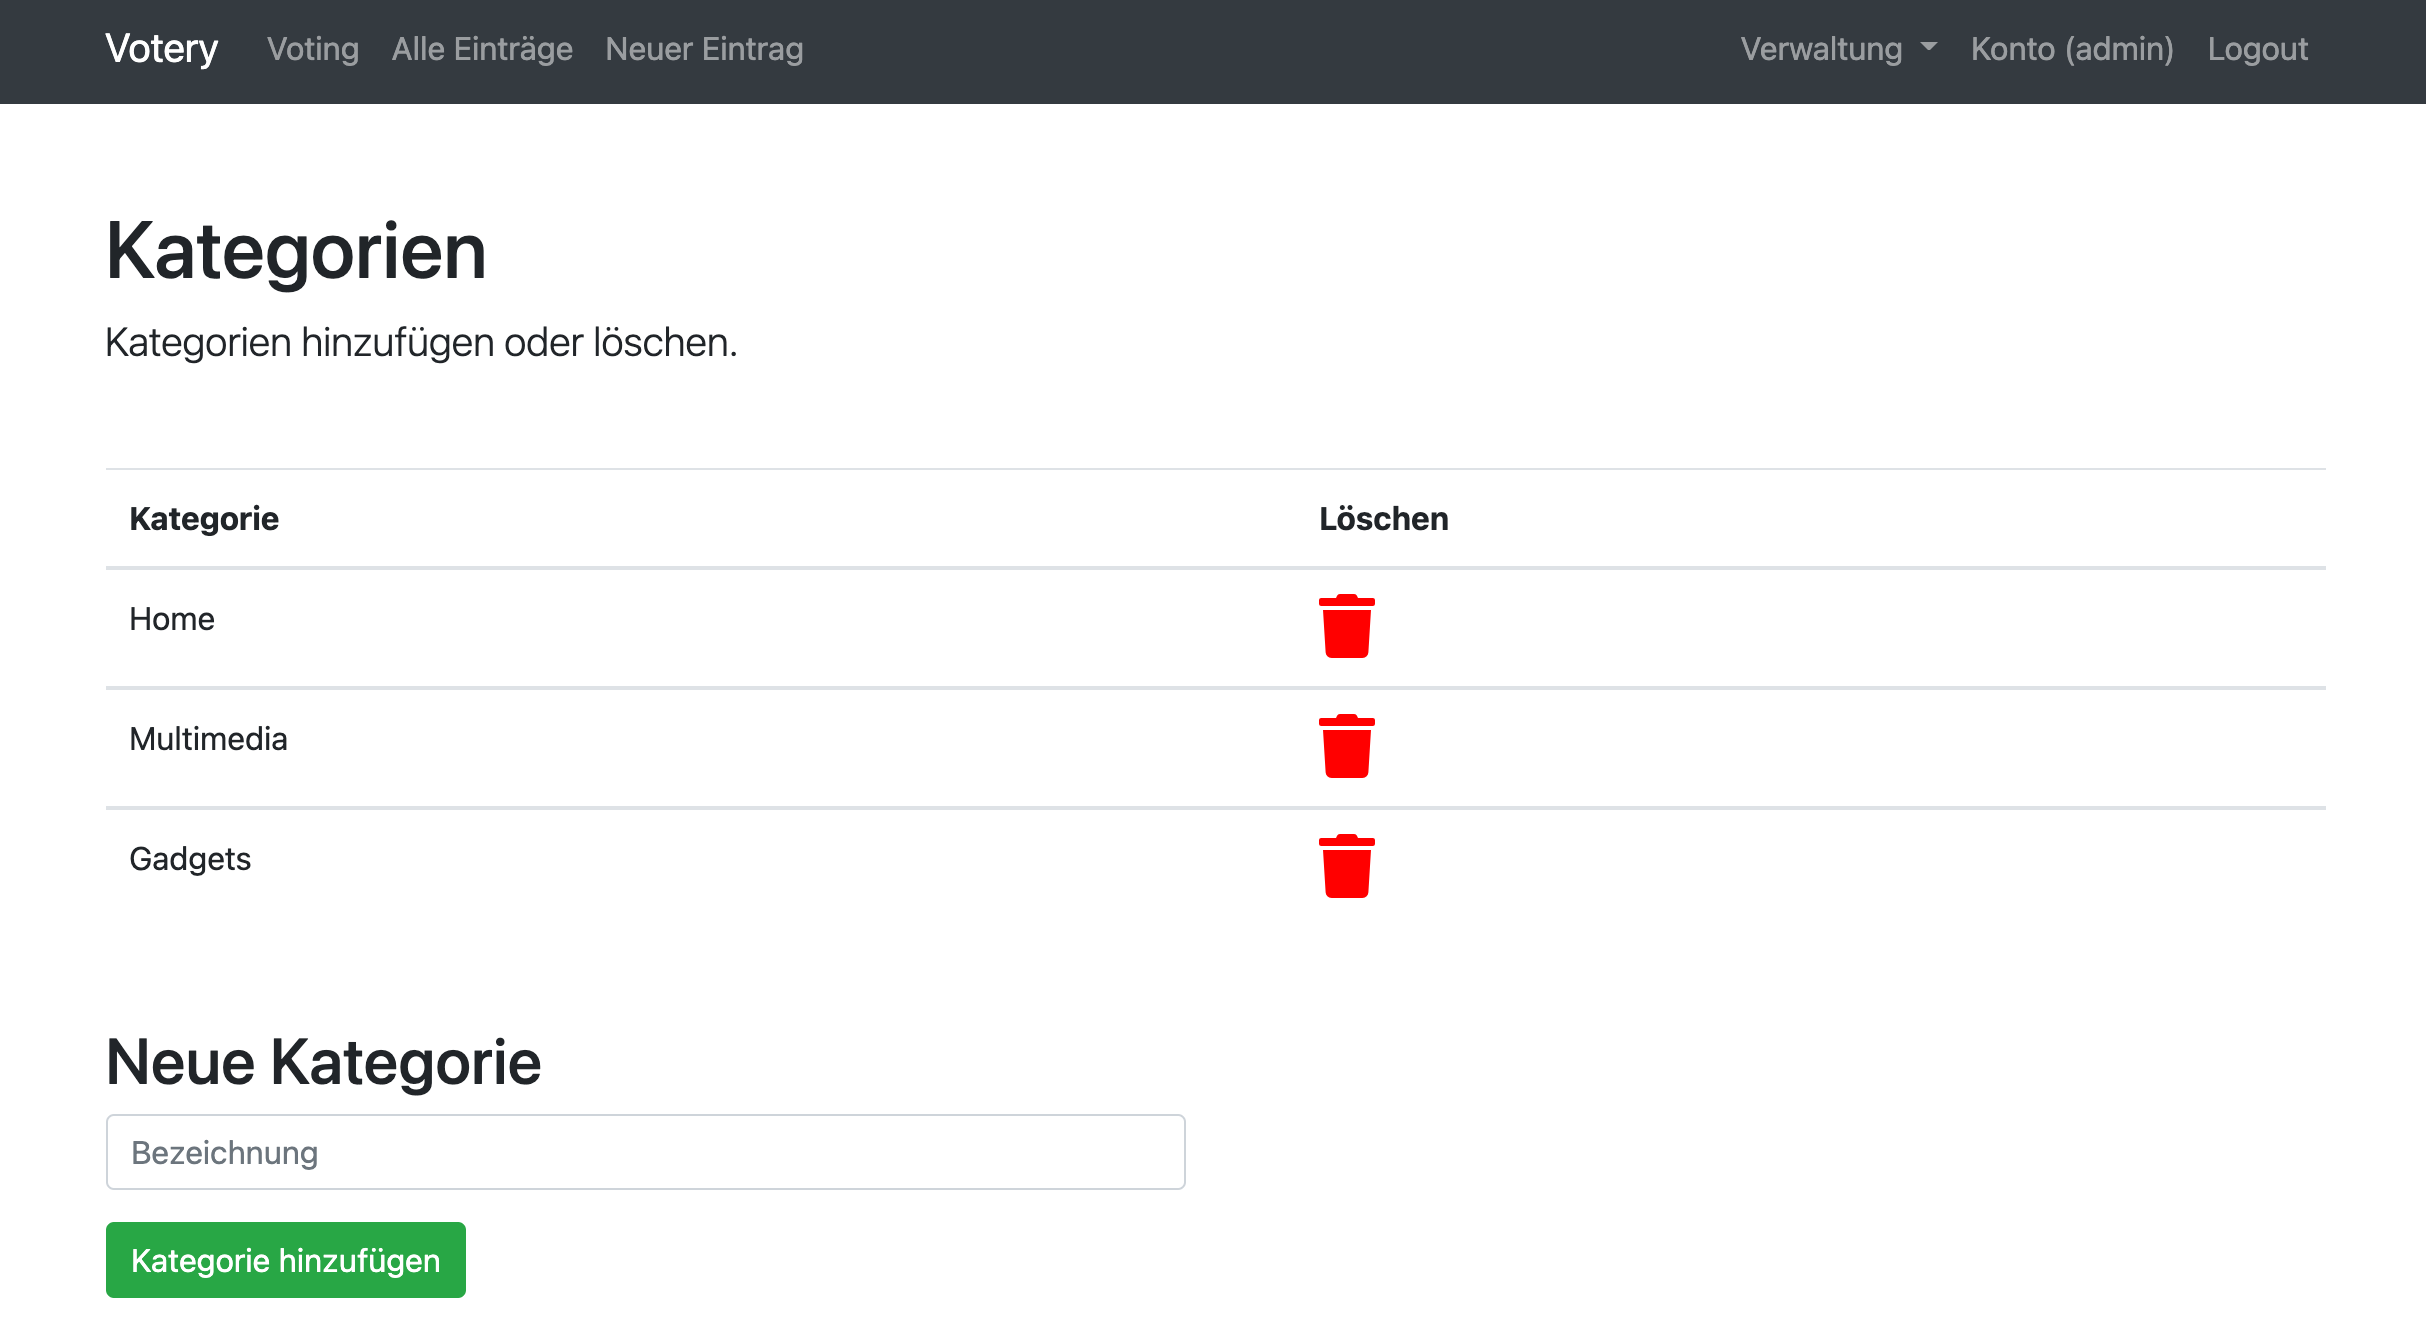 Votery Voting Alle Einträge Neuer Eintrag Verwaltung Konto (admin) Logout
Kategorien
Kategorien hinzufügen oder löschen.
Kategorie Löschen
Home
Multimedia
Gadgets
Neue Kategorie
Bezeichnung
Kategorie hinzufügen